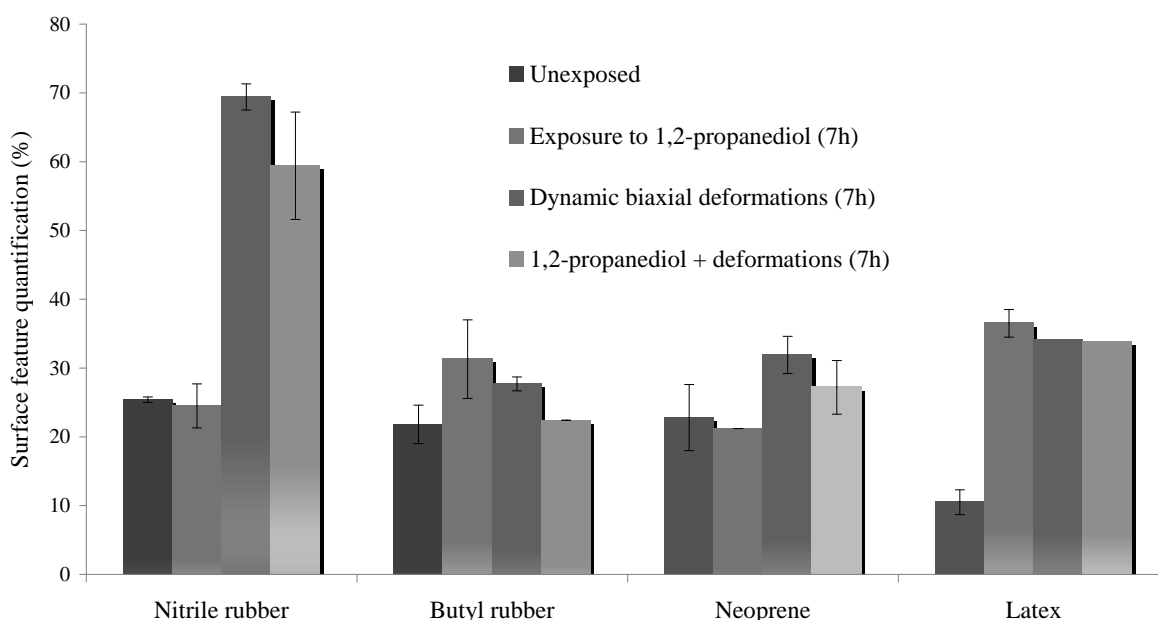 Surface feature quantification (%)
80
70
60
50
40
30
20
10
0
Unexposed
Exposure to 1,2-propanediol (7h)
Dynamic biaxial deformations (7h)
1,2-propanediol + deformations (7h)
Nitrile rubber
Butyl rubber
Neoprene
Latex